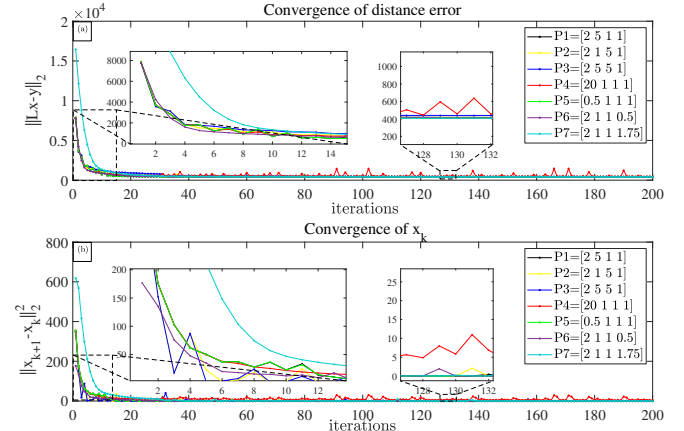 Convergence of distance error
×10⁴
(a)
||Lx-y||₂
2
1.5
1
0.5
0
8000
6000
4000
2000
0
2 4 6 8 10 12 14
1000
800
600
400
200
128 130 132
P1=[2 5 1 1]
P2=[2 1 5 1]
P3=[2 5 5 1]
P4=[20 1 1 1]
P5=[0.5 1 1 1]
P6=[2 1 1 0.5]
P7=[2 1 1 1.75]
0 20 40 60 80 100 120 140 160 180 200
iterations
Convergence of x_k
(b)
||x_{k+1}-x_k||₂²
800
600
400
200
0
200
150
100
50
2 4 6 8 10 12
25
20
15
10
5
0
128 130 132
P1=[2 5 1 1]
P2=[2 1 5 1]
P3=[2 5 5 1]
P4=[20 1 1 1]
P5=[0.5 1 1 1]
P6=[2 1 1 0.5]
P7=[2 1 1 1.75]
0 20 40 60 80 100 120 140 160 180 200
iterations